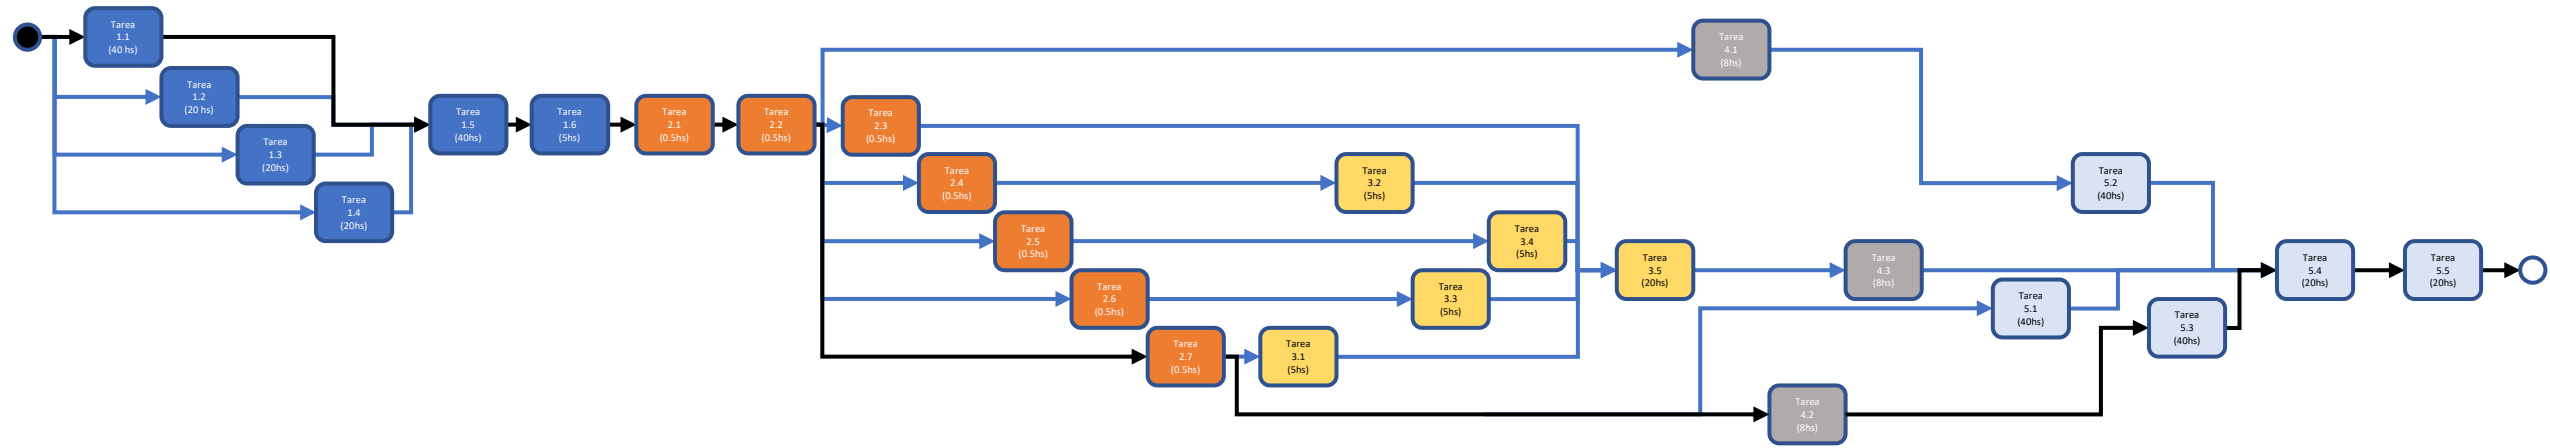 Tarea
1.1
(40 hs)
Tarea
1.2
(20 hs)
Tarea
1.3
(20hs)
Tarea
1.4
(20hs)
Tarea
1.5
(40hs)
Tarea
1.6
(5hs)
Tarea
2.1
(0.5hs)
Tarea
2.2
(0.5hs)
Tarea
2.3
(0.5hs)
Tarea
2.4
(0.5hs)
Tarea
2.5
(0.5hs)
Tarea
2.6
(0.5hs)
Tarea
2.7
(0.5hs)
Tarea
3.1
(5hs)
Tarea
3.2
(5hs)
Tarea
3.3
(5hs)
Tarea
3.4
(5hs)
Tarea
3.5
(20hs)
Tarea
4.1
(8hs)
Tarea
4.2
(8hs)
Tarea
4.3
(8hs)
Tarea
5.1
(40hs)
Tarea
5.2
(40hs)
Tarea
5.3
(40hs)
Tarea
5.4
(20hs)
Tarea
5.5
(20hs)